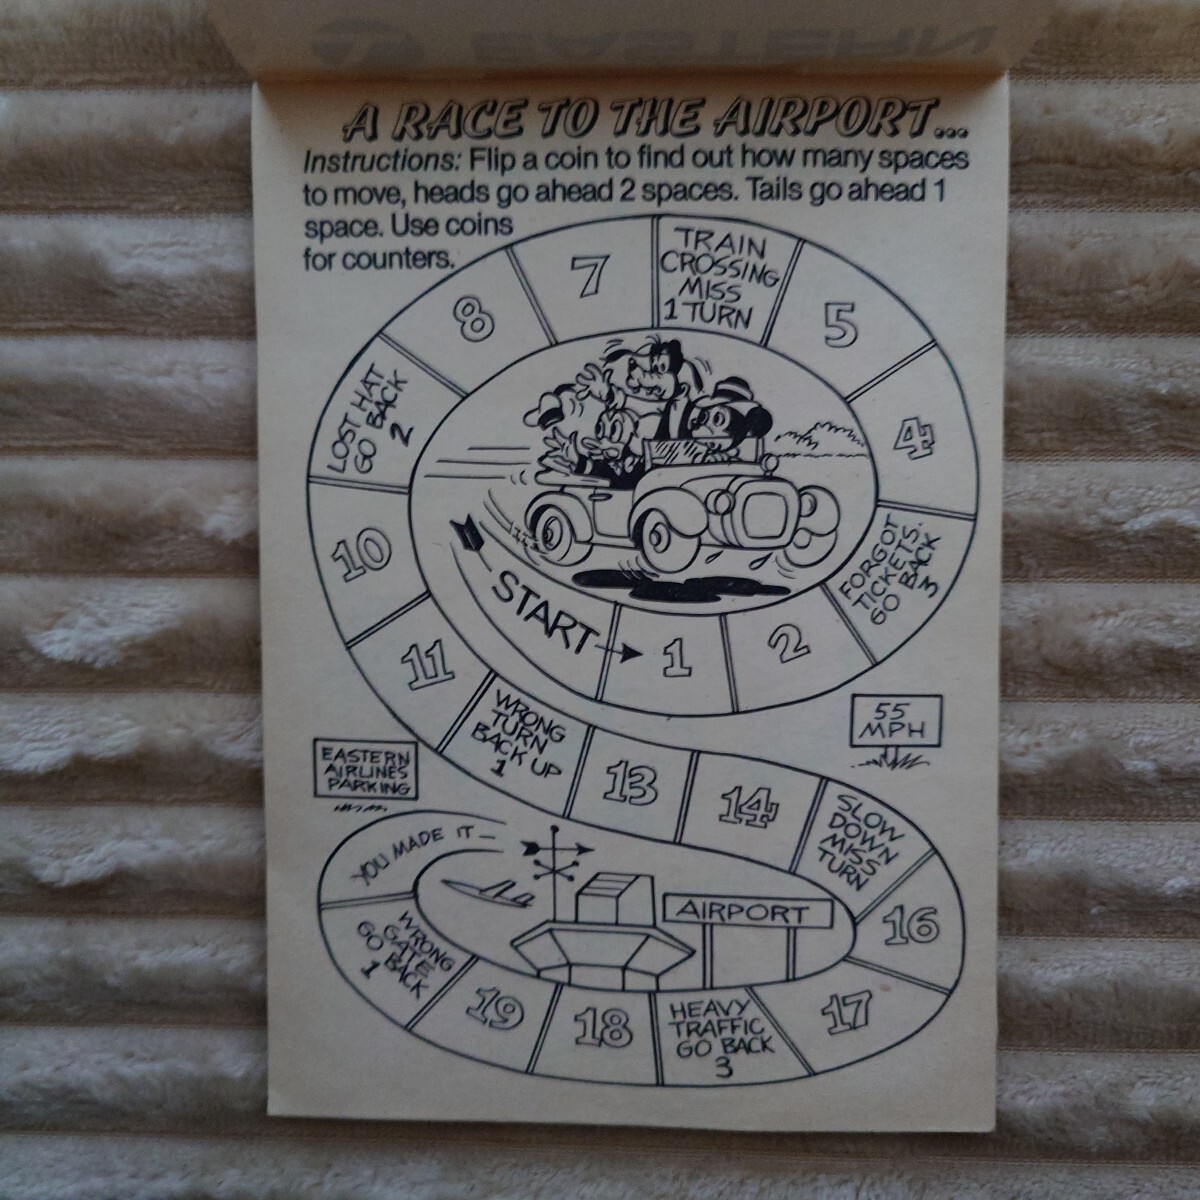 EASTERN
A RACE TO THE AIRPORT...
Instructions: Flip a coin to find out how many spaces
to move, heads go ahead 2 spaces. Tails go ahead 1
space. Use coins
for counters.
START
1
2
FORGOT
TICKETS.
GO BACK
3
4
5
TRAIN
CROSSING
MISS
1 TURN
7
8
LOST HAT
GO BACK
2
10
11
WRONG
TURN
BACK UP
1
13
14
SLOW
DOWN
MISS
TURN
16
17
HEAVY
TRAFFIC
GO BACK
3
18
19
WRONG
GATE
GO BACK
1
YOU MADE IT—
55
MPH
EASTERN
AIRLINES
PARKING
AIRPORT